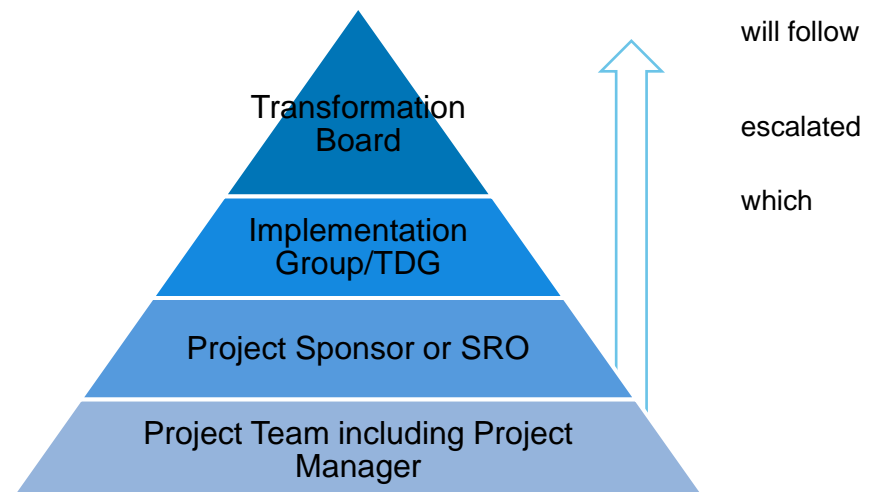 Transformation
Board
Implementation
Group/TDG
Project Sponsor or SRO
Project Team including Project
Manager
will follow
escalated
which